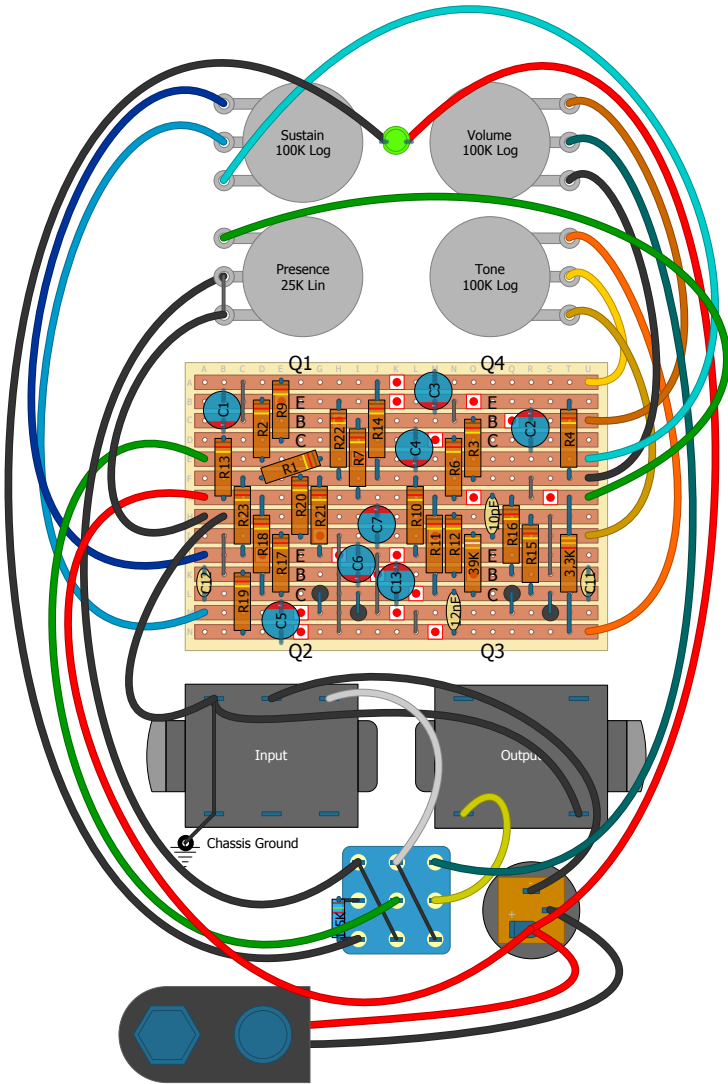 Sustain
100K Log
Volume
100K Log
Presence
25K Lin
Tone
100K Log
Q1
Q4
A B C D E F G H I J K L M N O P Q R S T U
C3
E
E
C1
R2
R9
R22
R14
B
B
C2
R4
C
C
R13
R1
R7
C4
R6
R3
R23
R20
R21
R10
10nF
R16
R18
R17
C7
R11
R12
39K
R15
3.3K
E
E
C6
B
B
C13
R19
C
C
C5
12nF
C11
Q2
Q3
Input
Output
Chassis Ground
+